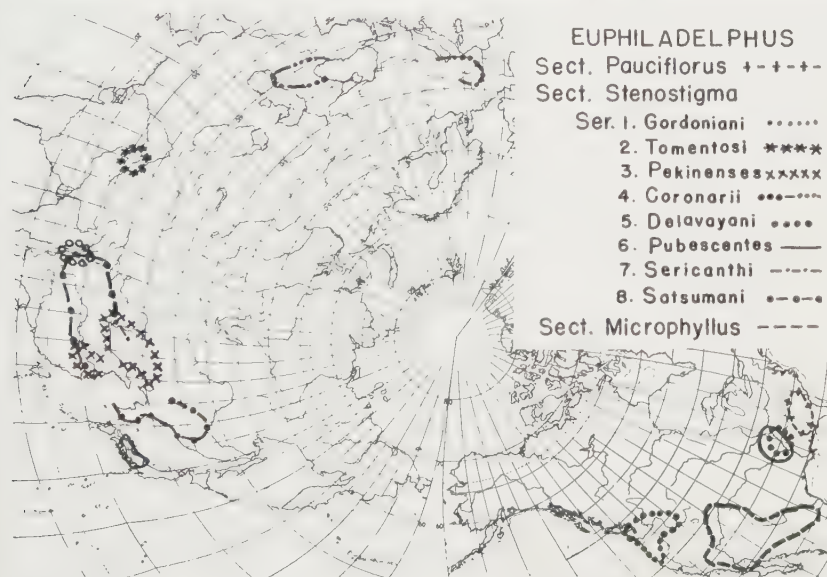 EUPHILADELPHUS
Sect. Pauciflorus
Sect. Stenostigma
Ser. 1. Gordoniani
2. Tomentosi
3. Pekinenses
4. Coronarii
5. Delavayani
6. Pubescentes
7. Sericanthi
8. Satsumani
Sect. Microphyllus